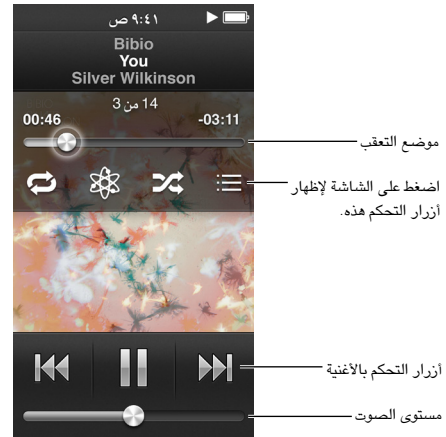 ٩:٤١ ص
Bibio
You
Silver Wilkinson
14 من 3
00:46
-03:11
موضع التعقب
اضغط على الشاشة لإظهار
أزرار التحكم هذه.
أزرار التحكم بالأغنية
مستوى الصوت